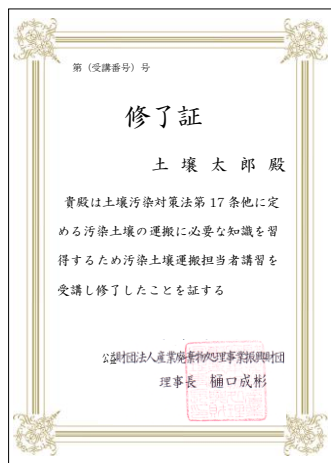 第（受講番号）号
修了証
土壌太郎殿
貴殿は土壌汚染対策法第17条他に定
める汚染土壌の運搬に必要な知識を習
得するため汚染土壌運搬担当者講習を
受講し修了したことを証する
公益財団法人産業廃棄物処理事業振興財団
理事長 樋口成彬